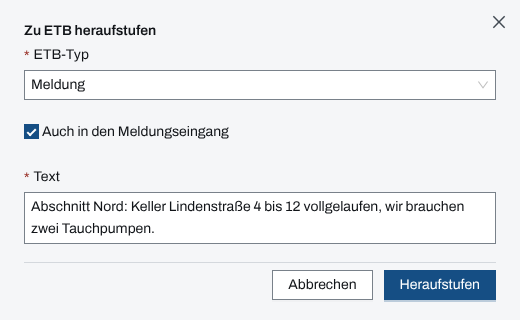 Zu ETB heraufstufen
* ETB-Typ
Meldung
Auch in den Meldungseingang
* Text
Abschnitt Nord: Keller Lindenstraße 4 bis 12 vollgelaufen, wir brauchen
zwei Tauchpumpen.
Abbrechen
Heraufstufen